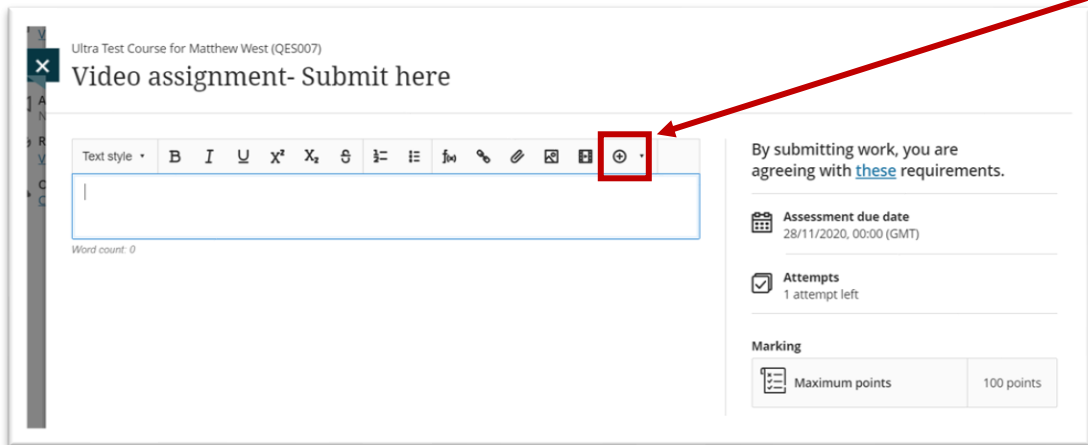 Ultra Test Course for Matthew West (QES007)
Video assignment- Submit here
Text style B I U X² X₂ S f(x)
Word count: 0
By submitting work, you are
agreeing with these requirements.
Assessment due date
28/11/2020, 00:00 (GMT)
Attempts
1 attempt left
Marking
Maximum points 100 points